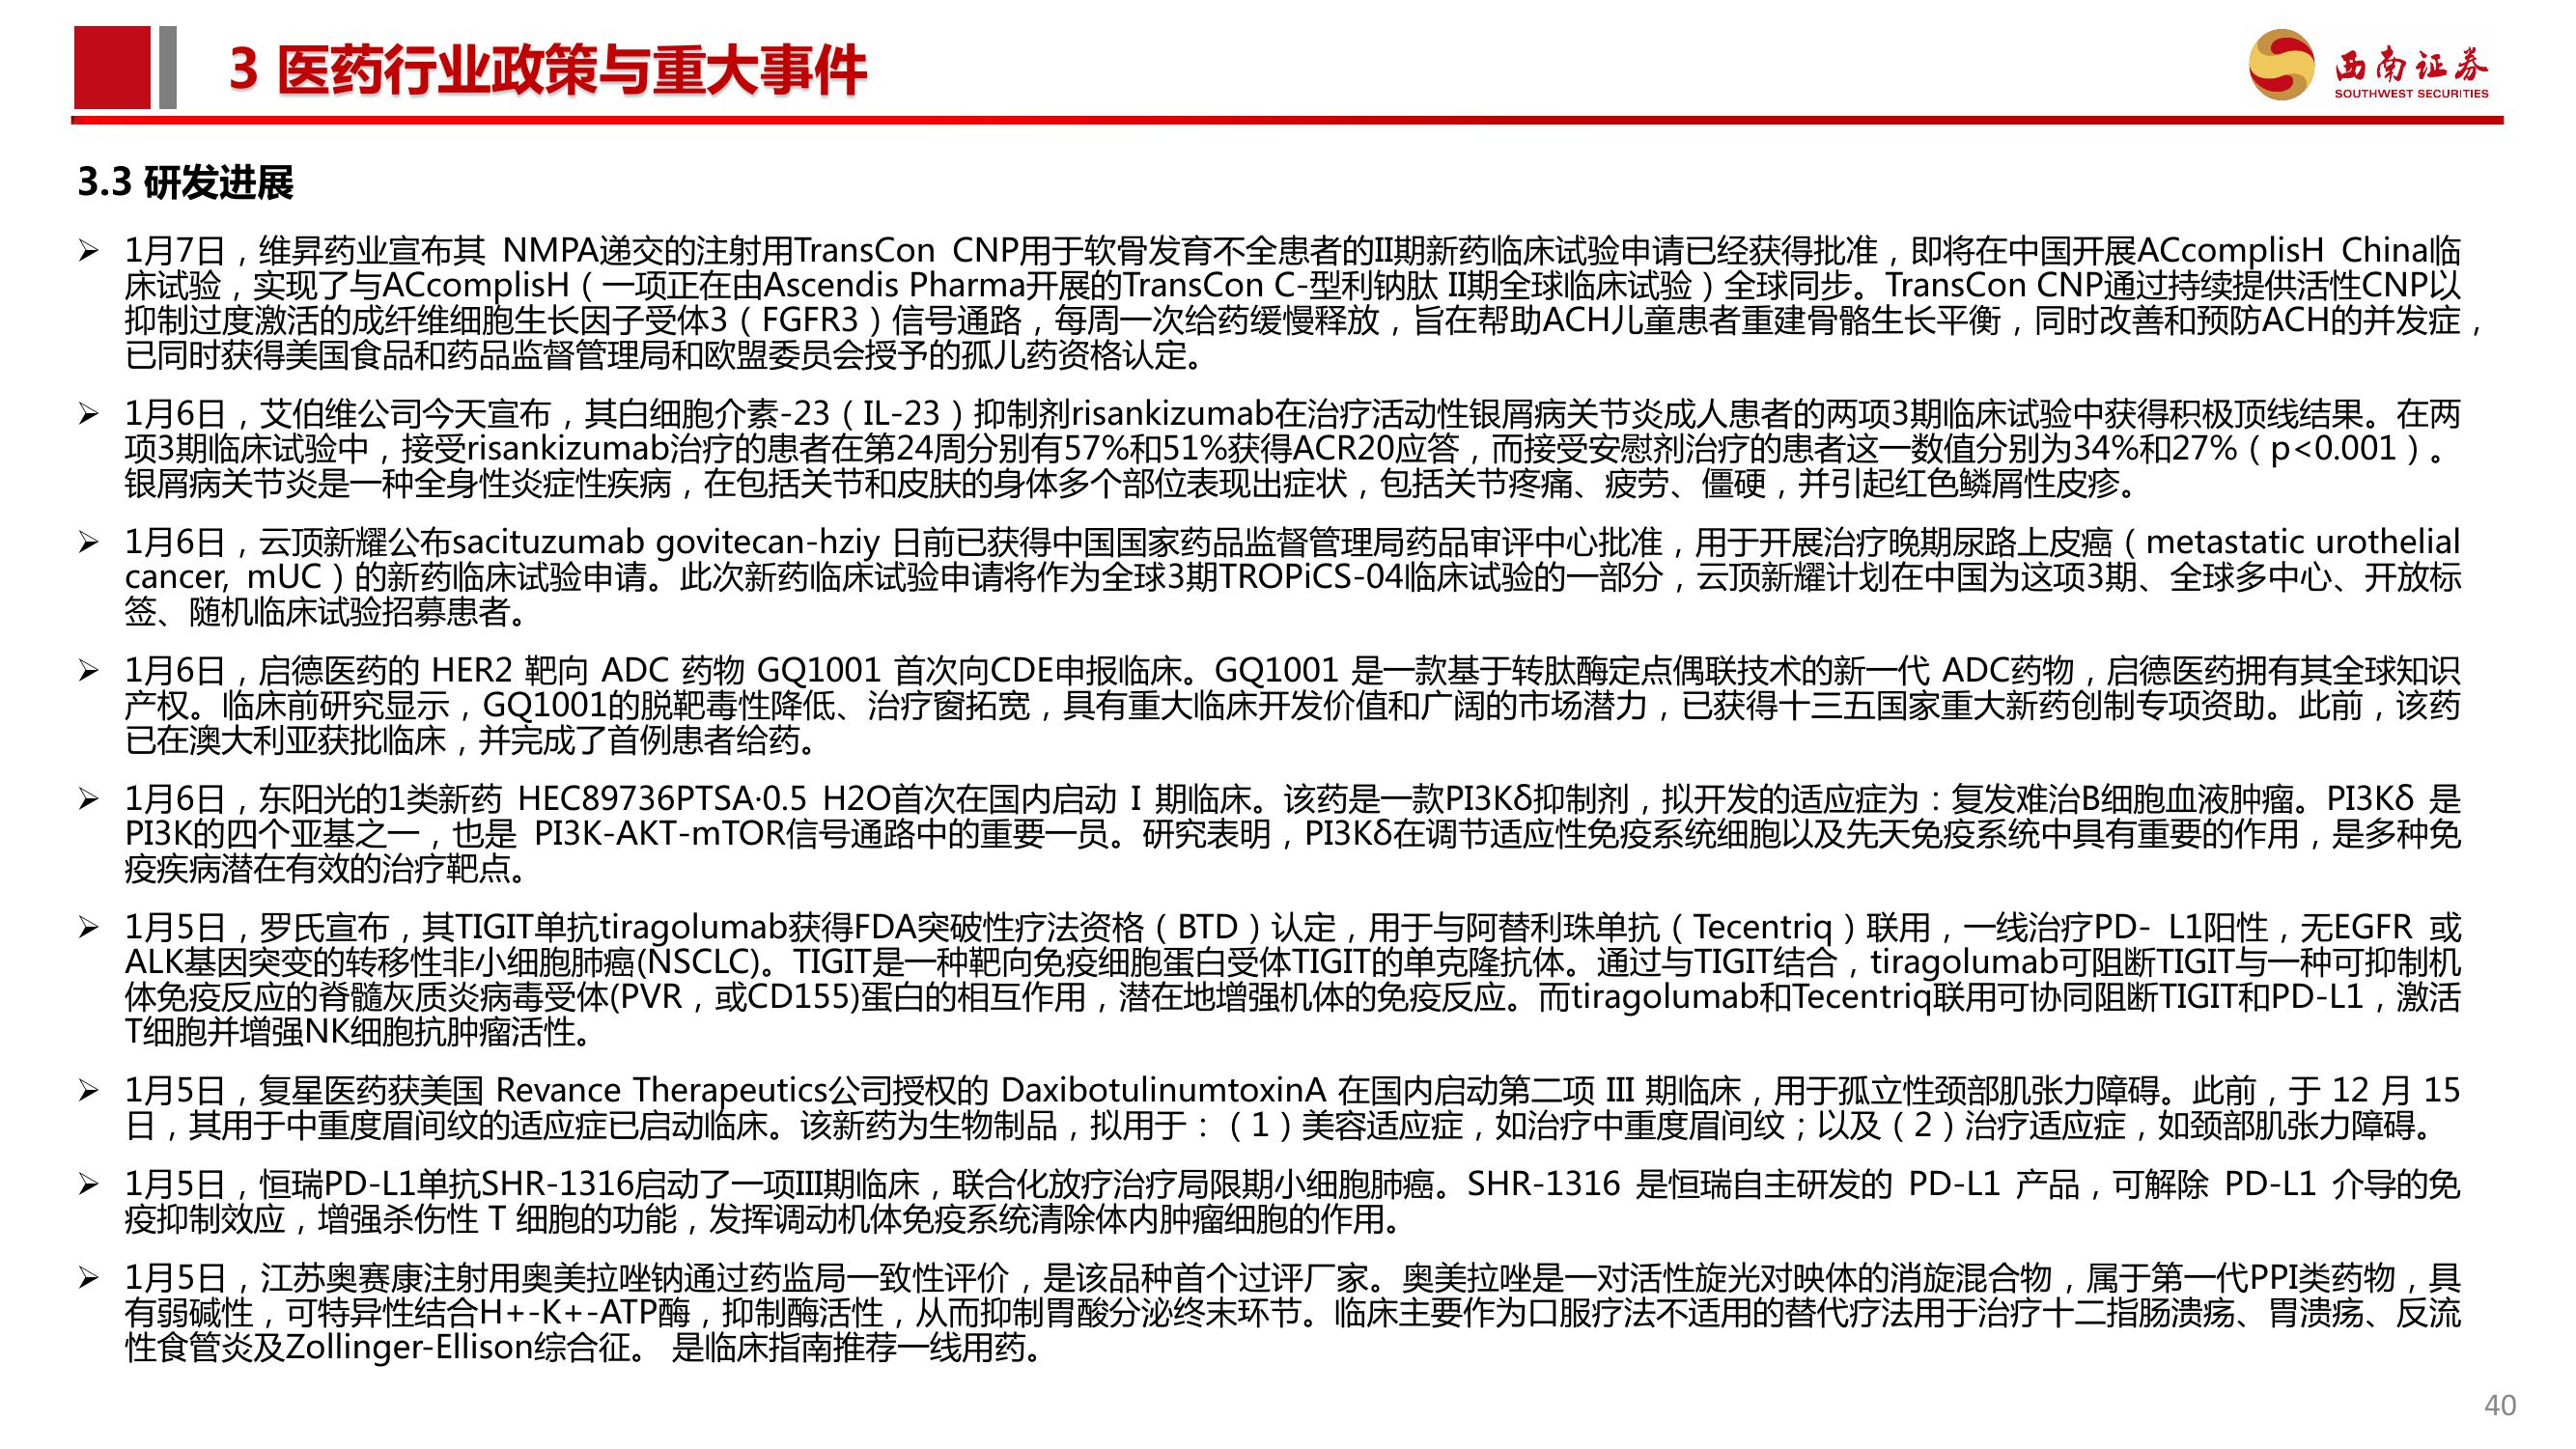 3 医药行业政策与重大事件
西南证券
SOUTHWEST SECURITIES
3.3 研发进展
➢ 1月7日，维昇药业宣布其 NMPA递交的注射用TransCon CNP用于软骨发育不全患者的II期新药临床试验申请已经获得批准，即将在中国开展ACcomplisH China临
床试验，实现了与ACcomplisH（一项正在由Ascendis Pharma开展的TransCon C-型利钠肽 II期全球临床试验）全球同步。TransCon CNP通过持续提供活性CNP以
抑制过度激活的成纤维细胞生长因子受体3（FGFR3）信号通路，每周一次给药缓慢释放，旨在帮助ACH儿童患者重建骨骼生长平衡，同时改善和预防ACH的并发症，
已同时获得美国食品和药品监督管理局和欧盟委员会授予的孤儿药资格认定。
➢ 1月6日，艾伯维公司今天宣布，其白细胞介素-23（IL-23）抑制剂risankizumab在治疗活动性银屑病关节炎成人患者的两项3期临床试验中获得积极顶线结果。在两
项3期临床试验中，接受risankizumab治疗的患者在第24周分别有57%和51%获得ACR20应答，而接受安慰剂治疗的患者这一数值分别为34%和27%（p<0.001）。
银屑病关节炎是一种全身性炎症性疾病，在包括关节和皮肤的身体多个部位表现出症状，包括关节疼痛、疲劳、僵硬，并引起红色鳞屑性皮疹。
➢ 1月6日，云顶新耀公布sacituzumab govitecan-hziy 日前已获得中国国家药品监督管理局药品审评中心批准，用于开展治疗晚期尿路上皮癌（metastatic urothelial
cancer, mUC）的新药临床试验申请。此次新药临床试验申请将作为全球3期TROPiCS-04临床试验的一部分，云顶新耀计划在中国为这项3期、全球多中心、开放标
签、随机临床试验招募患者。
➢ 1月6日，启德医药的 HER2 靶向 ADC 药物 GQ1001 首次向CDE申报临床。GQ1001 是一款基于转肽酶定点偶联技术的新一代 ADC药物，启德医药拥有其全球知识
产权。临床前研究显示，GQ1001的脱靶毒性降低、治疗窗拓宽，具有重大临床开发价值和广阔的市场潜力，已获得十三五国家重大新药创制专项资助。此前，该药
已在澳大利亚获批临床，并完成了首例患者给药。
➢ 1月6日，东阳光的1类新药 HEC89736PTSA·0.5 H2O首次在国内启动 I 期临床。该药是一款PI3Kδ抑制剂，拟开发的适应症为：复发难治B细胞血液肿瘤。PI3Kδ 是
PI3K的四个亚基之一，也是 PI3K-AKT-mTOR信号通路中的重要一员。研究表明，PI3Kδ在调节适应性免疫系统细胞以及先天免疫系统中具有重要的作用，是多种免
疫疾病潜在有效的治疗靶点。
➢ 1月5日，罗氏宣布，其TIGIT单抗tiragolumab获得FDA突破性疗法资格（BTD）认定，用于与阿替利珠单抗（Tecentriq）联用，一线治疗PD- L1阳性，无EGFR 或
ALK基因突变的转移性非小细胞肺癌(NSCLC)。TIGIT是一种靶向免疫细胞蛋白受体TIGIT的单克隆抗体。通过与TIGIT结合，tiragolumab可阻断TIGIT与一种可抑制机
体免疫反应的脊髓灰质炎病毒受体(PVR，或CD155)蛋白的相互作用，潜在地增强机体的免疫反应。而tiragolumab和Tecentriq联用可协同阻断TIGIT和PD-L1，激活
T细胞并增强NK细胞抗肿瘤活性。
➢ 1月5日，复星医药获美国 Revance Therapeutics公司授权的 DaxibotulinumtoxinA 在国内启动第二项 III 期临床，用于孤立性颈部肌张力障碍。此前，于 12 月 15
日，其用于中重度眉间纹的适应症已启动临床。该新药为生物制品，拟用于：（1）美容适应症，如治疗中重度眉间纹；以及（2）治疗适应症，如颈部肌张力障碍。
➢ 1月5日，恒瑞PD-L1单抗SHR-1316启动了一项III期临床，联合化放疗治疗局限期小细胞肺癌。SHR-1316 是恒瑞自主研发的 PD-L1 产品，可解除 PD-L1 介导的免
疫抑制效应，增强杀伤性 T 细胞的功能，发挥调动机体免疫系统清除体内肿瘤细胞的作用。
➢ 1月5日，江苏奥赛康注射用奥美拉唑钠通过药监局一致性评价，是该品种首个过评厂家。奥美拉唑是一对活性旋光对映体的消旋混合物，属于第一代PPI类药物，具
有弱碱性，可特异性结合H+-K+-ATP酶，抑制酶活性，从而抑制胃酸分泌终末环节。临床主要作为口服疗法不适用的替代疗法用于治疗十二指肠溃疡、胃溃疡、反流
性食管炎及Zollinger-Ellison综合征。 是临床指南推荐一线用药。
40